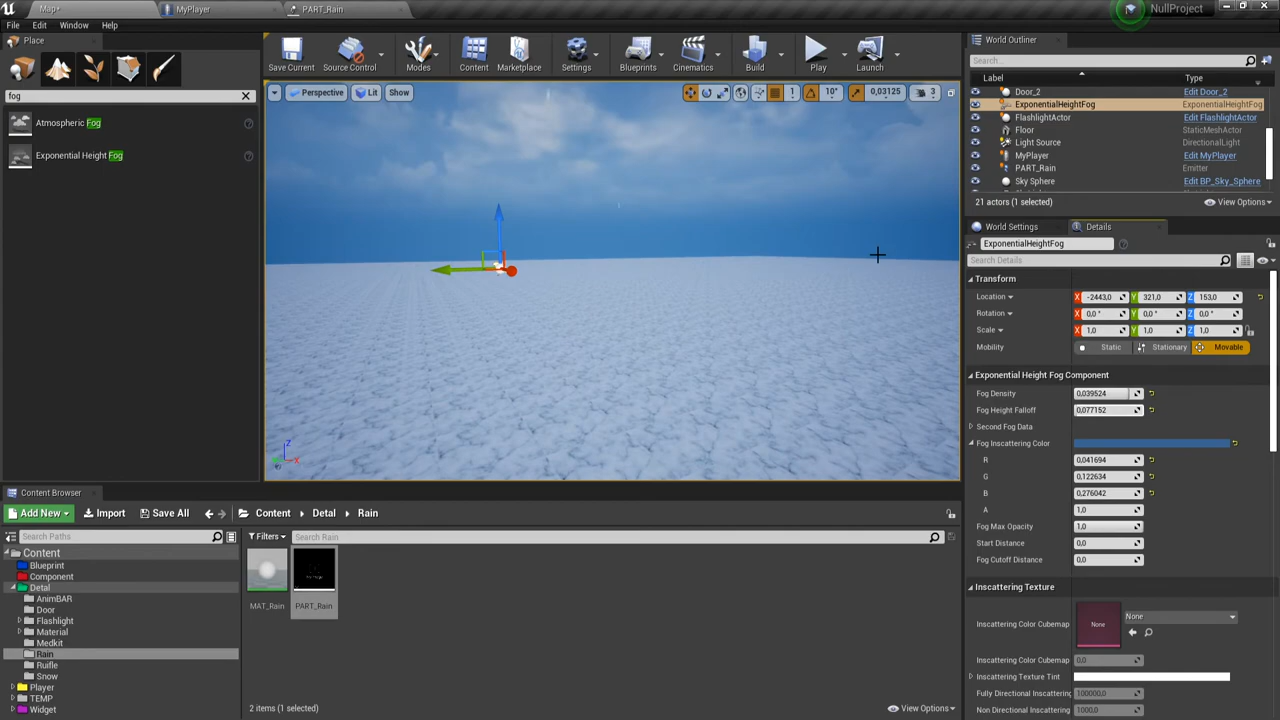 Map*
MyPlayer
PART_Rain
NullProject
File
Edit
Window
Help
Place
fog
Atmospheric Fog
Exponential Height Fog
Save Current
Source Control
Modes
Content
Marketplace
Settings
Blueprints
Cinematics
Build
Play
Launch
Perspective
Lit
Show
1
10°
0,03125
3
World Outliner
Search...
Label
Type
Door_2
Edit Door_2
ExponentialHeightFog
ExponentialHeightFog
FlashlightActor
Edit FlashlightActor
Floor
StaticMeshActor
Light Source
DirectionalLight
MyPlayer
Edit MyPlayer
PART_Rain
Emitter
Sky Sphere
Edit BP_Sky_Sphere
21 actors (1 selected)
View Options
World Settings
Details
ExponentialHeightFog
Search Details
Transform
Location
X -2443,0
Y 321,0
Z 153,0
Rotation
X 0,0 °
Y 0,0 °
Z 0,0 °
Scale
X 1,0
Y 1,0
Z 1,0
Mobility
Static
Stationary
Movable
Exponential Height Fog Component
Fog Density
0,039524
Fog Height Falloff
0,077152
Second Fog Data
Fog Inscattering Color
R
0,041694
G
0,122634
B
0,276042
A
1,0
Fog Max Opacity
1,0
Start Distance
0,0
Fog Cutoff Distance
0,0
Inscattering Texture
Inscattering Color Cubemap
None
None
Inscattering Color Cubemap
0,0
Inscattering Texture Tint
Fully Directional Inscattering
100000,0
Non Directional Inscattering
1000,0
Z
X
Content Browser
Add New
Import
Save All
Content
Detal
Rain
Search Paths
Filters
Search Rain
Content
Blueprint
Component
Detal
AnimBAR
Door
Flashlight
Material
Medkit
Rain
Ruifle
Snow
Player
TEMP
Widget
MAT_Rain
PART_Rain
2 items (1 selected)
View Options